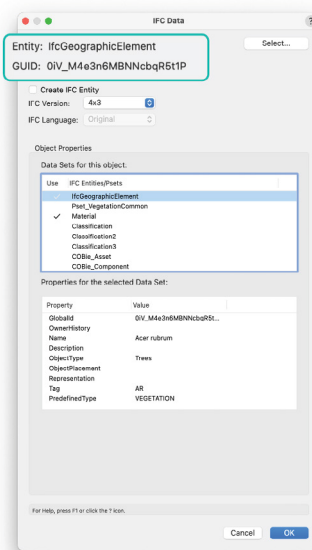 IFC Data
?
Entity: IfcGeographicElement
GUID: 0iV_M4e3n6MBNNcbqR5t1P
Select...
Create IFC Entity
IFC Version: 4x3
IFC Language: Original
Object Properties
Data Sets for this object.
Use IFC Entities/Psets
IfcGeographicElement
Pset_VegetationCommon
Material
Classification
Classification2
Classification3
COBie_Asset
COBie_Component
Properties for the selected Data Set:
Property Value
GlobalId 0iV_M4e3n6MBNNcbqR5t...
OwnerHistory
Name Acer rubrum
Description
ObjectType Trees
ObjectPlacement
Representation
Tag AR
PredefinedType VEGETATION
For Help, press F1 or click the ? icon.
Cancel OK